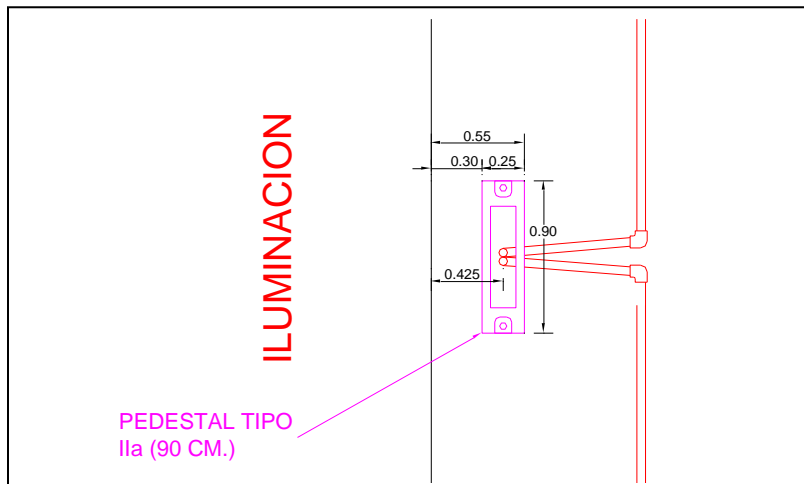 ILUMINACION
0.55
0.30 0.25
0.90
0.425
PEDESTAL TIPO
IIa (90 CM.)